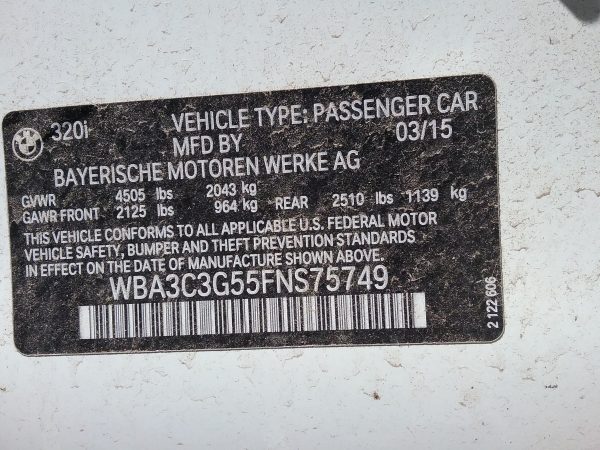 320i VEHICLE TYPE: PASSENGER CAR
MFD BY 03/15
BAYERISCHE MOTOREN WERKE AG
GVWR 4505 lbs 2043 kg
GAWR FRONT 2125 lbs 964 kg REAR 2510 lbs 1139 kg
THIS VEHICLE CONFORMS TO ALL APPLICABLE U.S. FEDERAL MOTOR
VEHICLE SAFETY, BUMPER AND THEFT PREVENTION STANDARDS
IN EFFECT ON THE DATE OF MANUFACTURE SHOWN ABOVE.
WBA3C3G55FNS75749
2 122 606